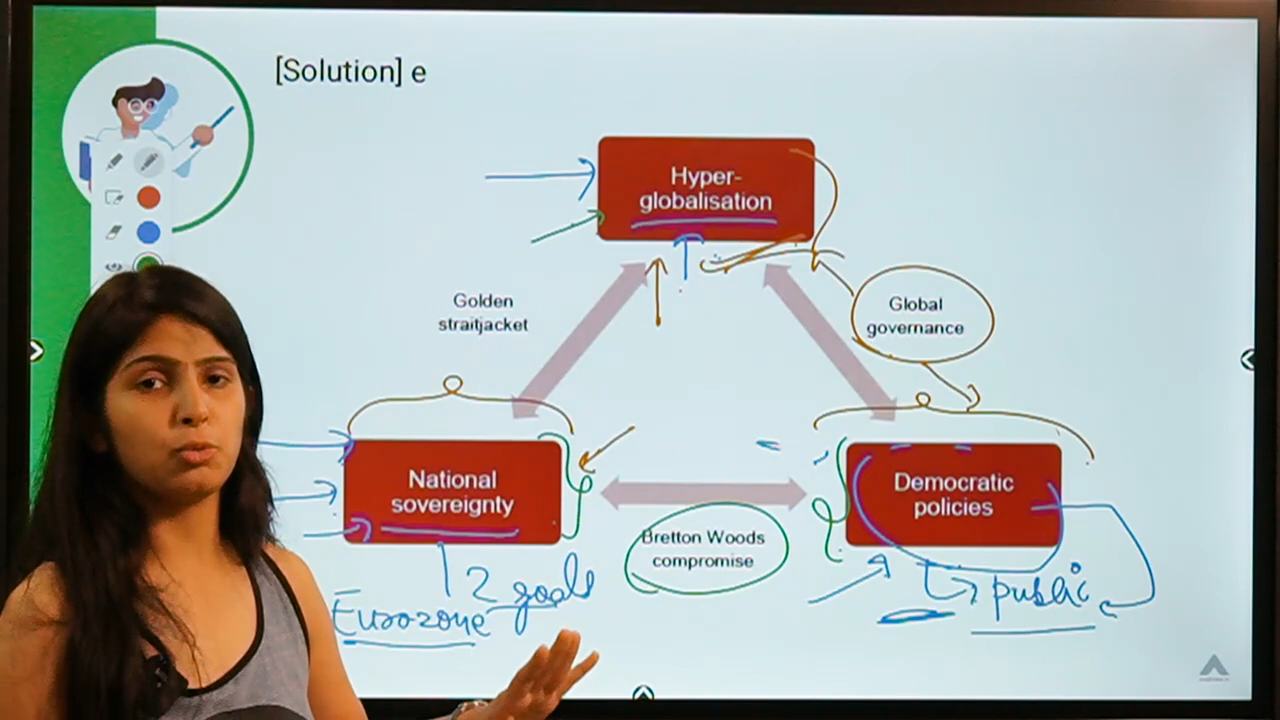 [Solution] e
Hyper-
globalisation
Golden
straitjacket
Global
governance
National
sovereignty
Democratic
policies
Bretton Woods
compromise
2 goals
Eurozone
public